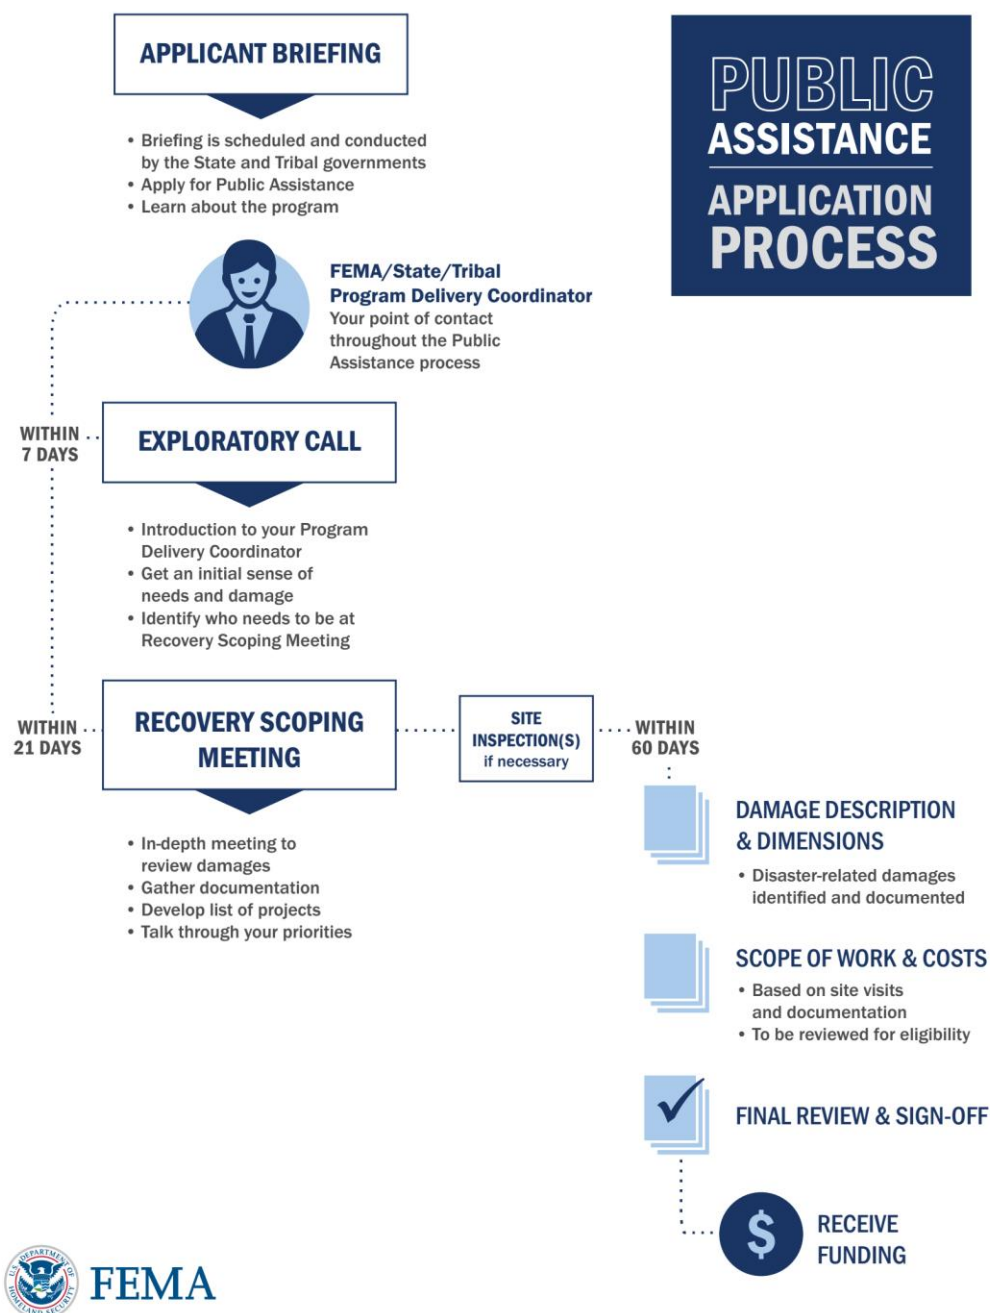 APPLICANT BRIEFING
• Briefing is scheduled and conducted
by the State and Tribal governments
• Apply for Public Assistance
• Learn about the program
PUBLIC
ASSISTANCE
APPLICATION
PROCESS
FEMA/State/Tribal
Program Delivery Coordinator
Your point of contact
throughout the Public
Assistance process
WITHIN
7 DAYS
EXPLORATORY CALL
• Introduction to your Program
Delivery Coordinator
• Get an initial sense of
needs and damage
• Identify who needs to be at
Recovery Scoping Meeting
WITHIN
21 DAYS
RECOVERY SCOPING
MEETING
• In-depth meeting to
review damages
• Gather documentation
• Develop list of projects
• Talk through your priorities
SITE
INSPECTION(S)
if necessary
WITHIN
60 DAYS
DAMAGE DESCRIPTION
& DIMENSIONS
• Disaster-related damages
identified and documented
SCOPE OF WORK & COSTS
• Based on site visits
and documentation
• To be reviewed for eligibility
FINAL REVIEW & SIGN-OFF
$
RECEIVE
FUNDING
U.S. DEPARTMENT OF
HOMELAND SECURITY
FEMA